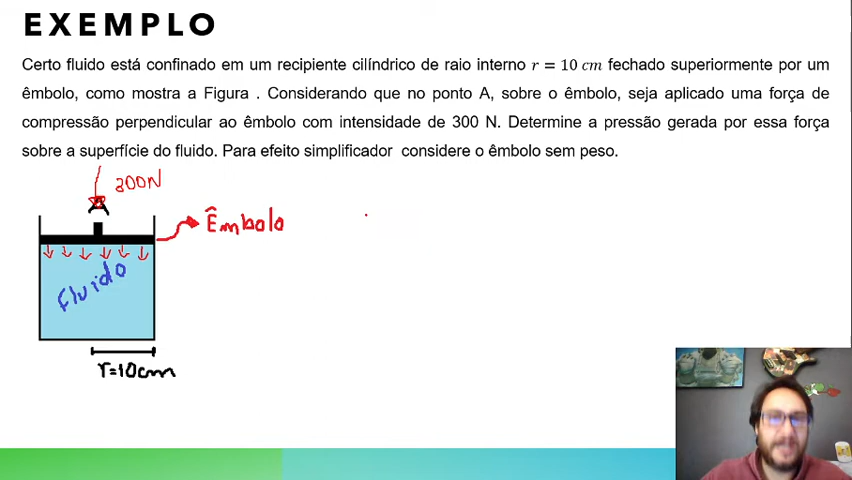 EXEMPLO
Certo fluido está confinado em um recipiente cilíndrico de raio interno r = 10 cm fechado superiormente por um
êmbolo, como mostra a Figura . Considerando que no ponto A, sobre o êmbolo, seja aplicado uma força de
compressão perpendicular ao êmbolo com intensidade de 300 N. Determine a pressão gerada por essa força
sobre a superfície do fluido. Para efeito simplificador considere o êmbolo sem peso.
300N
A
Êmbolo
Fluido
r=10cm